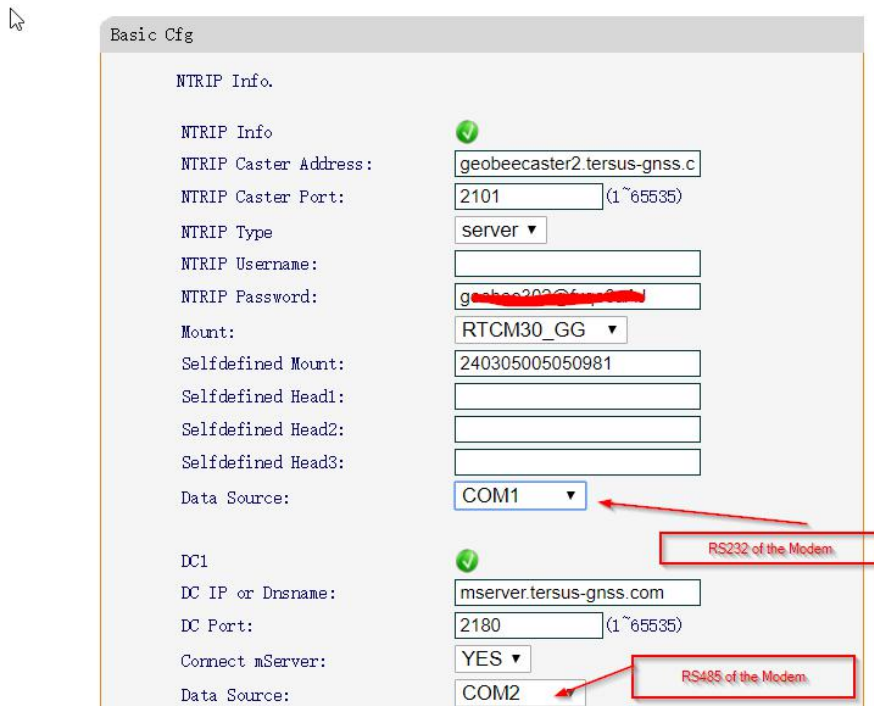 Basic Cfg
NTRIP Info.
NTRIP Info
NTRIP Caster Address: geobeecaster2.tersus-gnss.c
NTRIP Caster Port: 2101 (1~65535)
NTRIP Type server
NTRIP Username:
NTRIP Password:
Mount: RTCM30_GG
Selfdefined Mount: 240305005050981
Selfdefined Head1:
Selfdefined Head2:
Selfdefined Head3:
Data Source: COM1
RS232 of the Modem
DC1
DC IP or Dnsname: mserver.tersus-gnss.com
DC Port: 2180 (1~65535)
Connect mServer: YES
RS485 of the Modem
Data Source: COM2